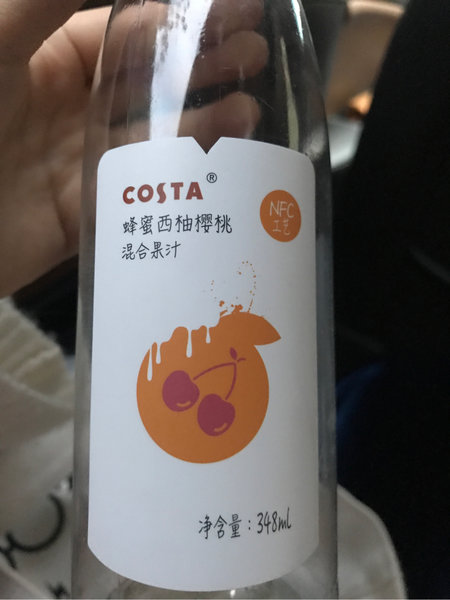 COSTA®
NFC
工艺
蜂蜜西柚樱桃
混合果汁
净含量：348ml